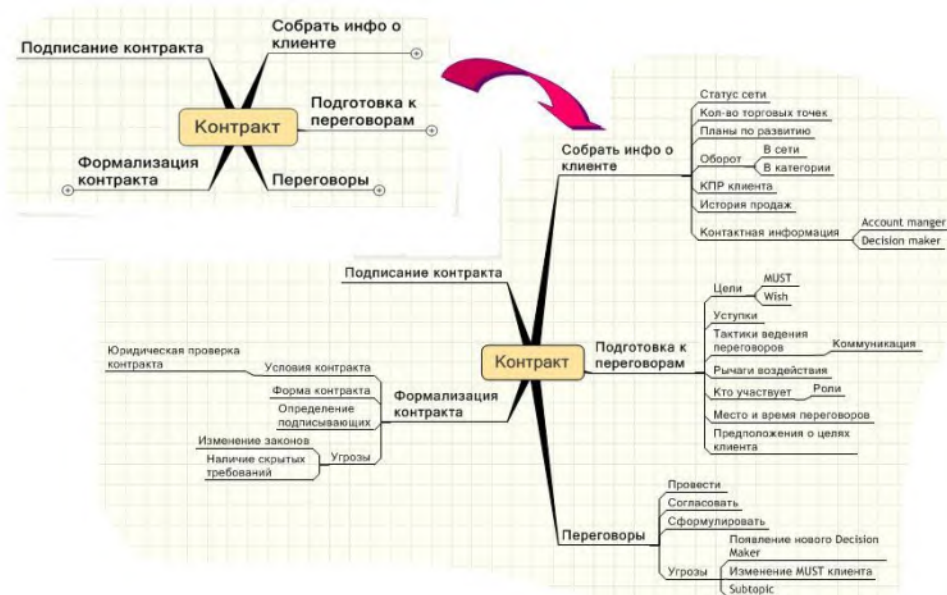 Собрать инфо о
клиенте
Подписание контракта
Подготовка к
переговорам
Контракт
Формализация
контракта
Переговоры
Собрать инфо о
клиенте
Статус сети
Кол-во торговых точек
Планы по развитию
Оборот
В сети
В категории
КПР клиента
История продаж
Контактная информация
Account manger
Decision maker
Подписание контракта
Контракт
Подготовка к
переговорам
Цели
MUST
Wish
Уступки
Тактики ведения
переговоров
Коммуникация
Рычаги воздействия
Кто участвует
Роли
Место и время переговоров
Предположения о целях
клиента
Формализация
контракта
Юридическая проверка
контракта
Условия контракта
Форма контракта
Определение
подписывающих
Изменение законов
Наличие скрытых
требований
Угрозы
Переговоры
Провести
Согласовать
Сформулировать
Угрозы
Появление нового Decision
Maker
Изменение MUST клиента
Subtopic